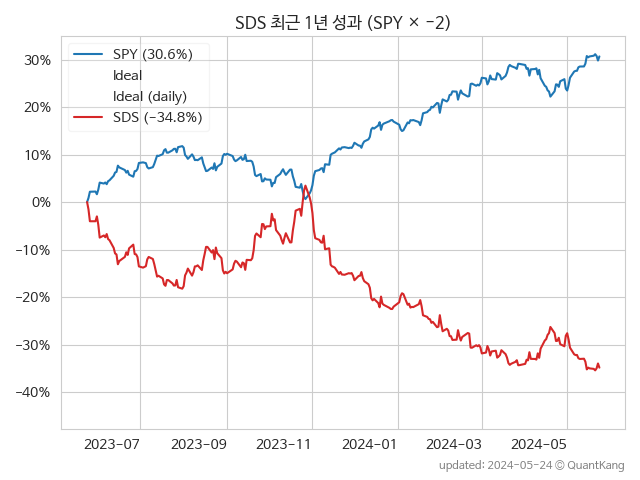 SDS 최근 1년 성과 (SPY × −2)
SPY (30.6%)
Ideal
Ideal (daily)
SDS (−34.8%)
30%
20%
10%
0%
−10%
−20%
−30%
−40%
2023-07 2023-09 2023-11 2024-01 2024-03 2024-05
updated: 2024-05-24 © QuantKang